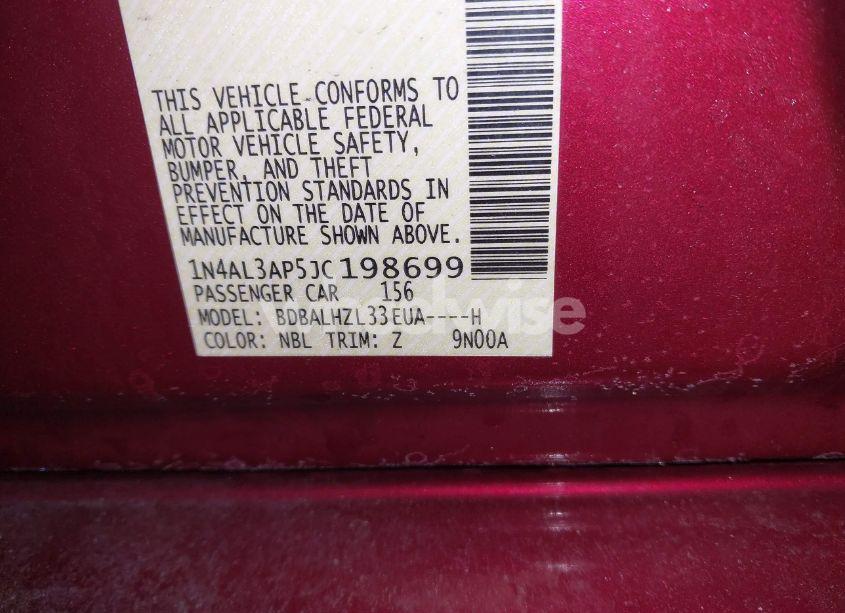 THIS VEHICLE CONFORMS TO
ALL APPLICABLE FEDERAL
MOTOR VEHICLE SAFETY,
BUMPER, AND THEFT
PREVENTION STANDARDS IN
EFFECT ON THE DATE OF
MANUFACTURE SHOWN ABOVE.
1N4AL3AP5JC198699
PASSENGER CAR 156
MODEL: BDBALHZL33EUA----H
COLOR: NBL TRIM: Z 9N00A